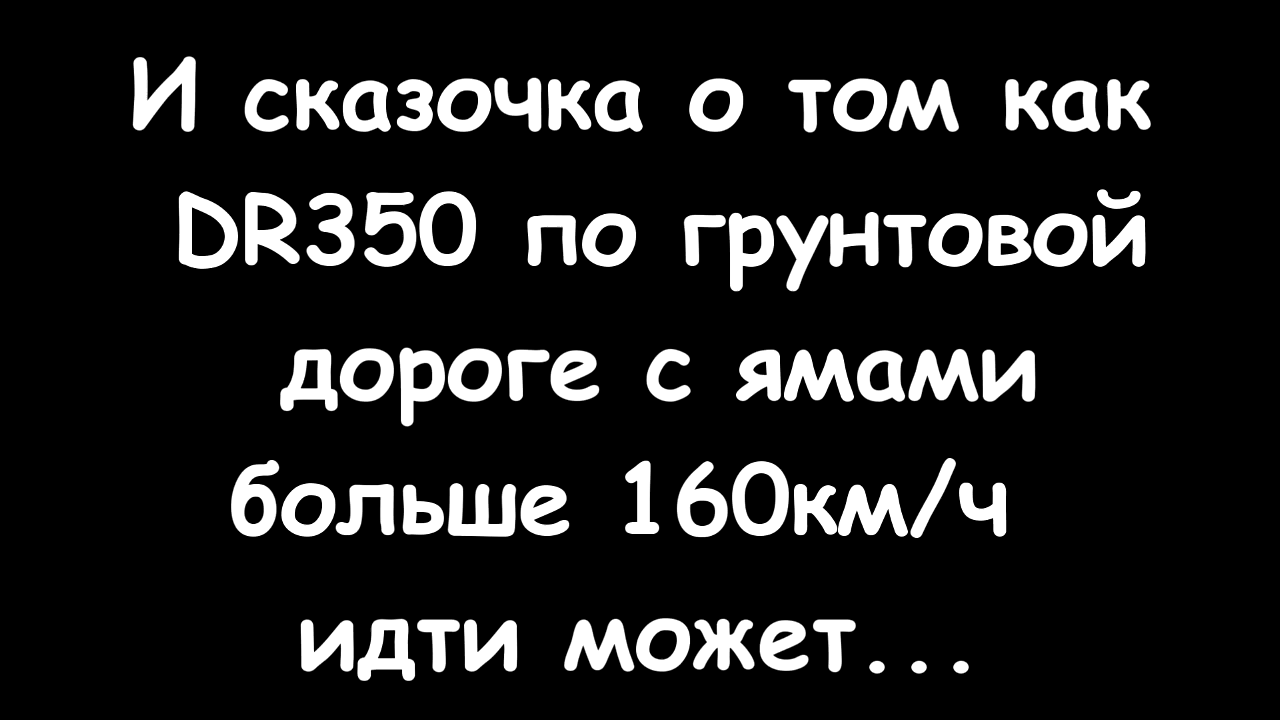 И сказочка о том как
DR350 по грунтовой
дороге с ямами
больше 160км/ч
идти может...